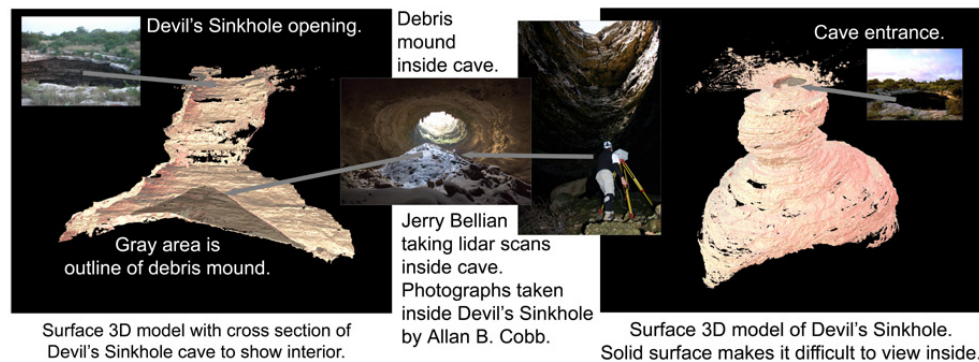 Devil's Sinkhole opening.
Gray area is
outline of debris mound.
Surface 3D model with cross section of
Devil's Sinkhole cave to show interior.
Debris
mound
inside cave.
Jerry Bellian
taking lidar scans
inside cave.
Photographs taken
inside Devil's Sinkhole
by Allan B. Cobb.
Cave entrance.
Surface 3D model of Devil's Sinkhole.
Solid surface makes it difficult to view inside